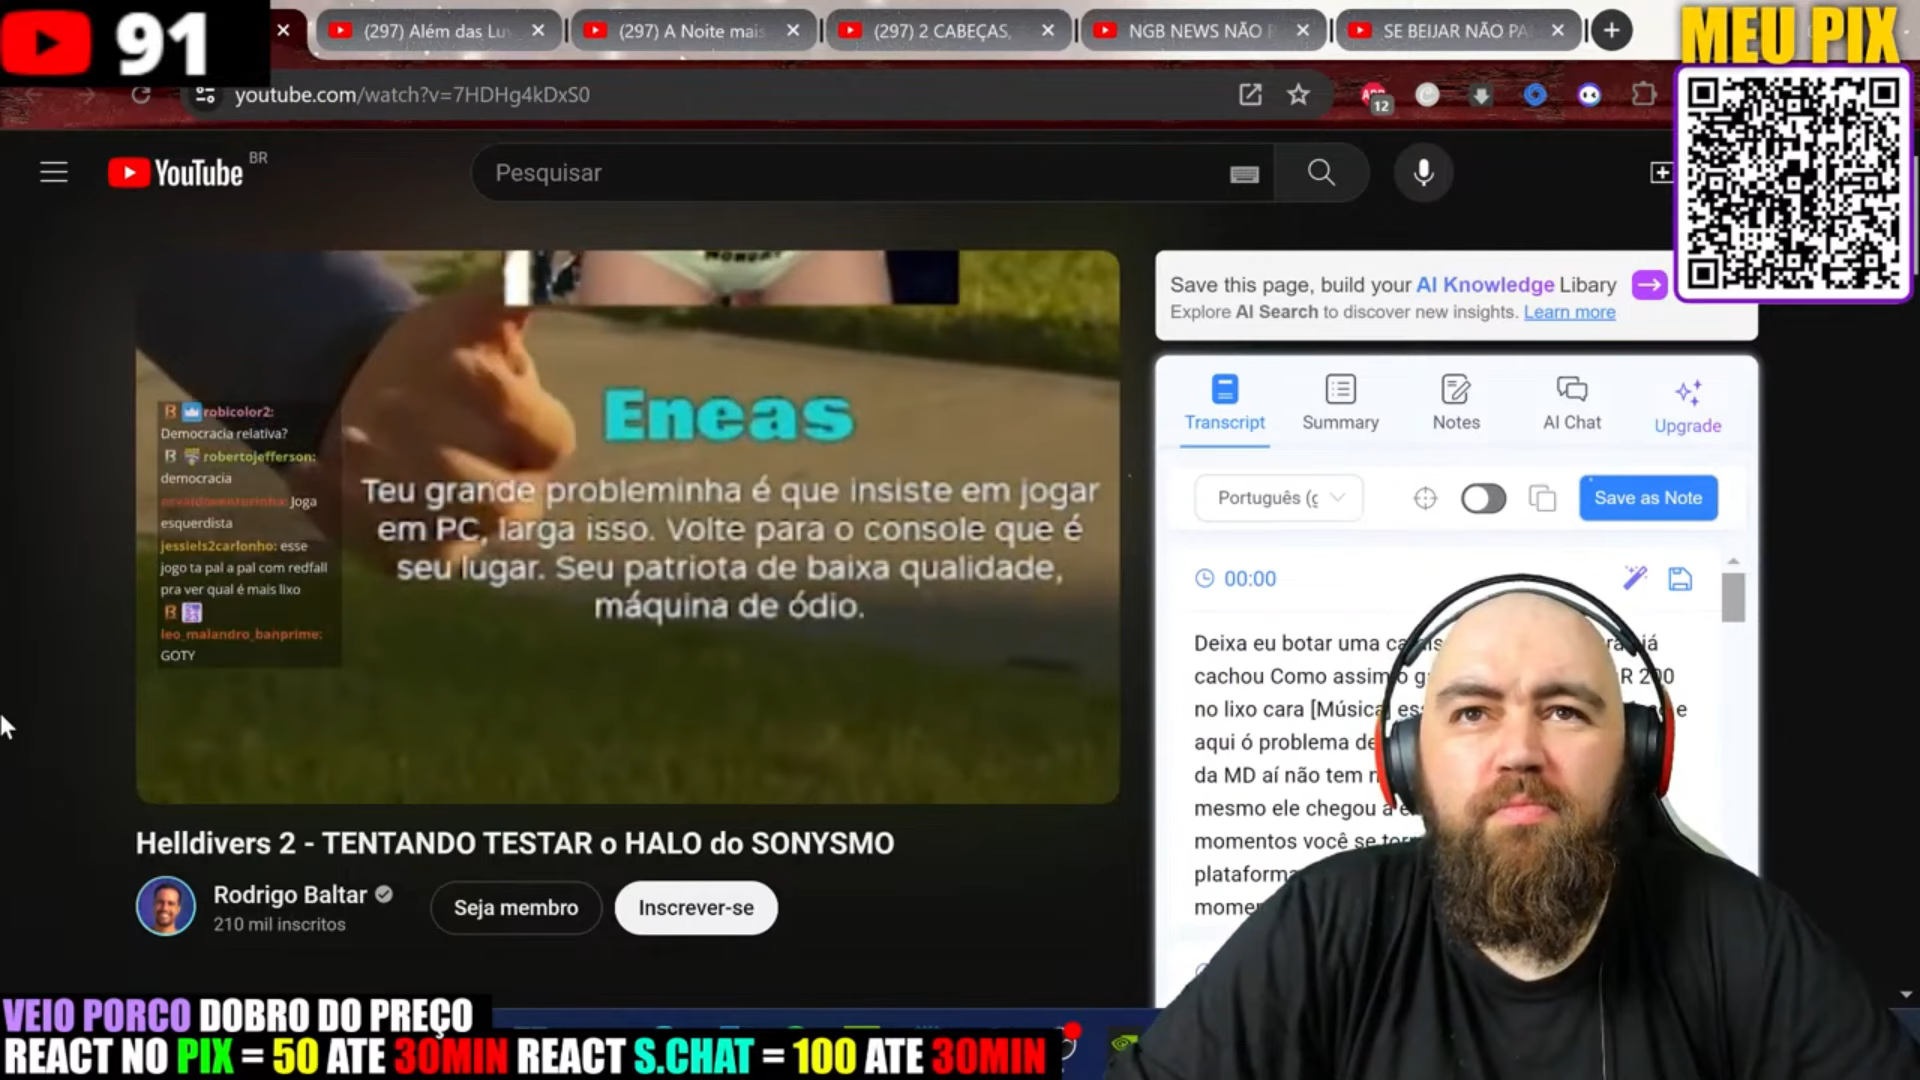 91
(297) Além das Lu
(297) A Noite mais
(297) 2 CABEÇAS,
NGB NEWS NÃO
SE BEIJAR NÃO PA
MEU PIX
youtube.com/watch?v=7HDHg4kDxS0
12
YouTube BR
Pesquisar
Save this page, build your AI Knowledge Libary
Explore AI Search to discover new insights. Learn more
Transcript
Summary
Notes
AI Chat
Upgrade
Português (g
Save as Note
00:00
Deixa eu botar uma
já
cachou Como assim o
no lixo cara [Música]
e
aqui ó problema de
da MD aí não tem
mesmo ele chegou a
momentos você se
plataforma
Eneas
Teu grande probleminha é que insiste em jogar
em PC, larga isso. Volte para o console que é
seu lugar. Seu patriota de baixa qualidade,
máquina de ódio.
robicolor2:
Democracia relativa?
robertojefferson:
democracia
Joga
esquerdista
jessiels2carlonho: esse
jogo ta pal a pal com redfall
pra ver qual é mais lixo
leo_malandro_banprime:
GOTY
Helldivers 2 - TENTANDO TESTAR o HALO do SONYSMO
Rodrigo Baltar
210 mil inscritos
Seja membro
Inscrever-se
VEIO PORCO DOBRO DO PREÇO
REACT NO PIX = 50 ATE 30MIN REACT S.CHAT = 100 ATE 30MIN